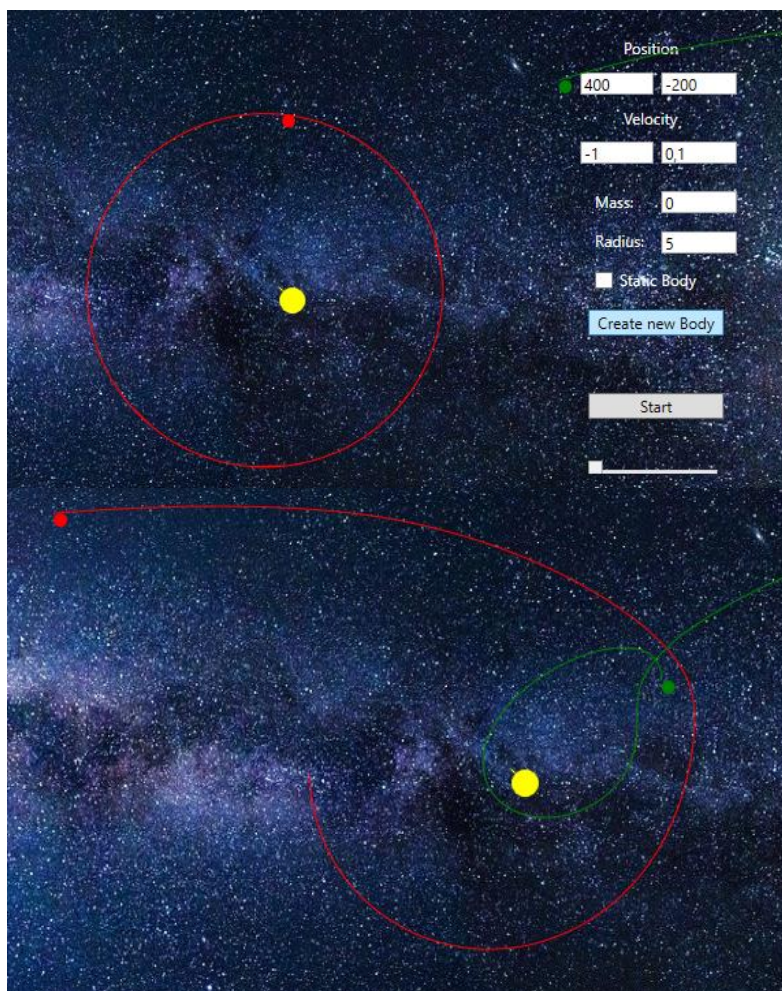 Position
400 -200
Velocity
-1 0,1
Mass: 0
Radius: 5
Static Body
Create new Body
Start